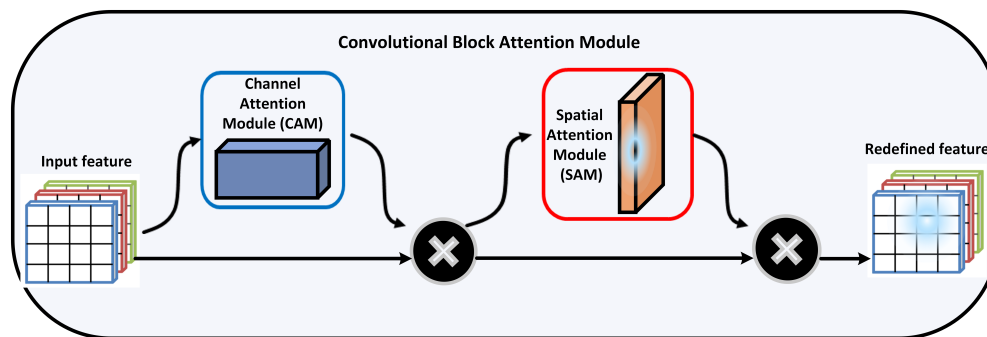 Convolutional Block Attention Module
Channel
Attention
Module (CAM)
Spatial
Attention
Module
(SAM)
Input feature
Redefined feature